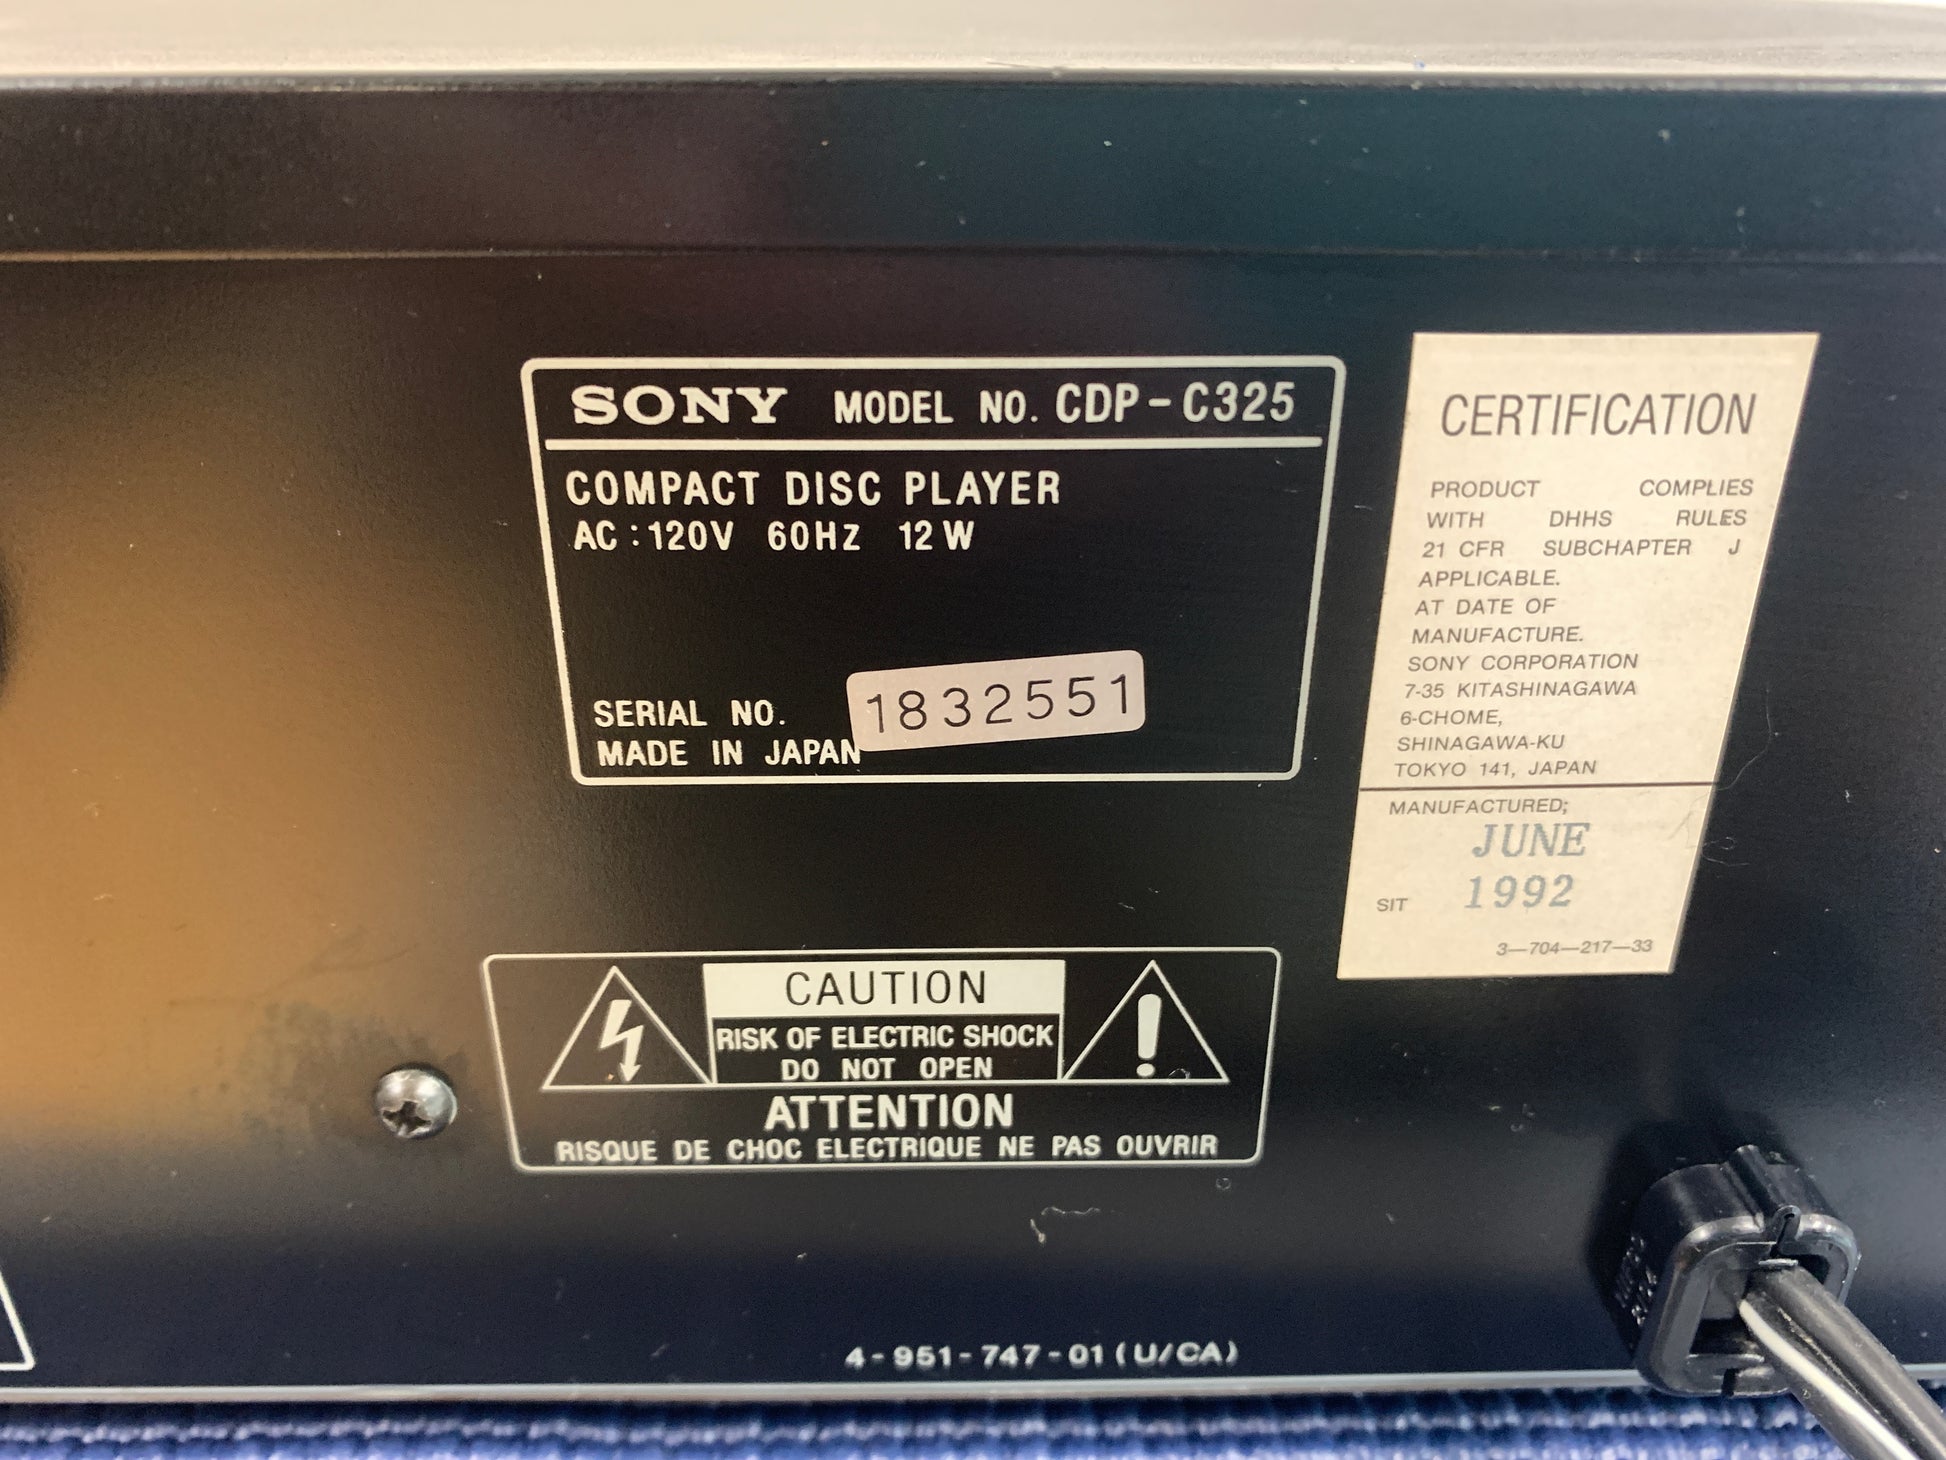 SONY MODEL NO. CDP-C325
COMPACT DISC PLAYER
AC : 120V 60Hz 12W
SERIAL NO. 1832551
MADE IN JAPAN
CERTIFICATION
PRODUCT COMPLIES
WITH DHHS RULES
21 CFR SUBCHAPTER J
APPLICABLE.
AT DATE OF
MANUFACTURE.
SONY CORPORATION
7-35 KITASHINAGAWA
6-CHOME,
SHINAGAWA-KU
TOKYO 141, JAPAN
MANUFACTURED;
JUNE
SIT 1992
3—704—217—33
CAUTION
RISK OF ELECTRIC SHOCK
DO NOT OPEN
ATTENTION
RISQUE DE CHOC ELECTRIQUE NE PAS OUVRIR
4-951-747-01 (U/CA)